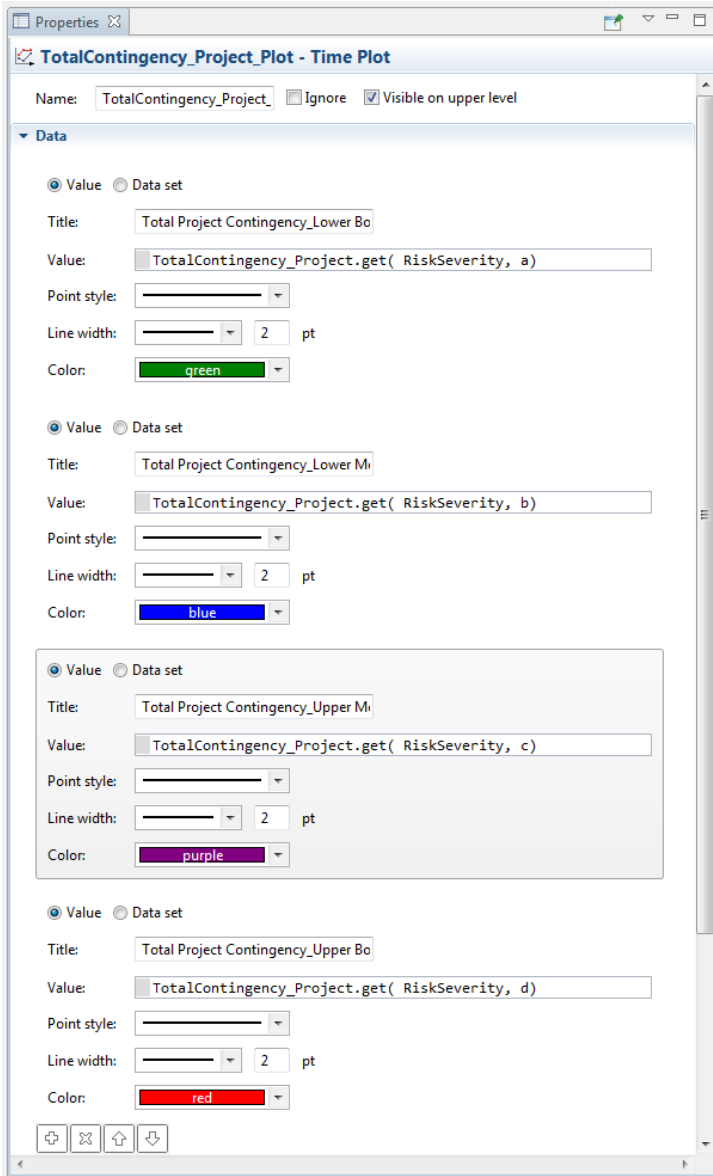 Properties
TotalContingency_Project_Plot - Time Plot
Name: TotalContingency_Project_ Ignore Visible on upper level
Data
Value Data set
Title: Total Project Contingency_Lower Bo
Value: TotalContingency_Project.get( RiskSeverity, a)
Point style:
Line width: 2 pt
Color: green
Value Data set
Title: Total Project Contingency_Lower M
Value: TotalContingency_Project.get( RiskSeverity, b)
Point style:
Line width: 2 pt
Color: blue
Value Data set
Title: Total Project Contingency_Upper M
Value: TotalContingency_Project.get( RiskSeverity, c)
Point style:
Line width: 2 pt
Color: purple
Value Data set
Title: Total Project Contingency_Upper Bo
Value: TotalContingency_Project.get( RiskSeverity, d)
Point style:
Line width: 2 pt
Color: red